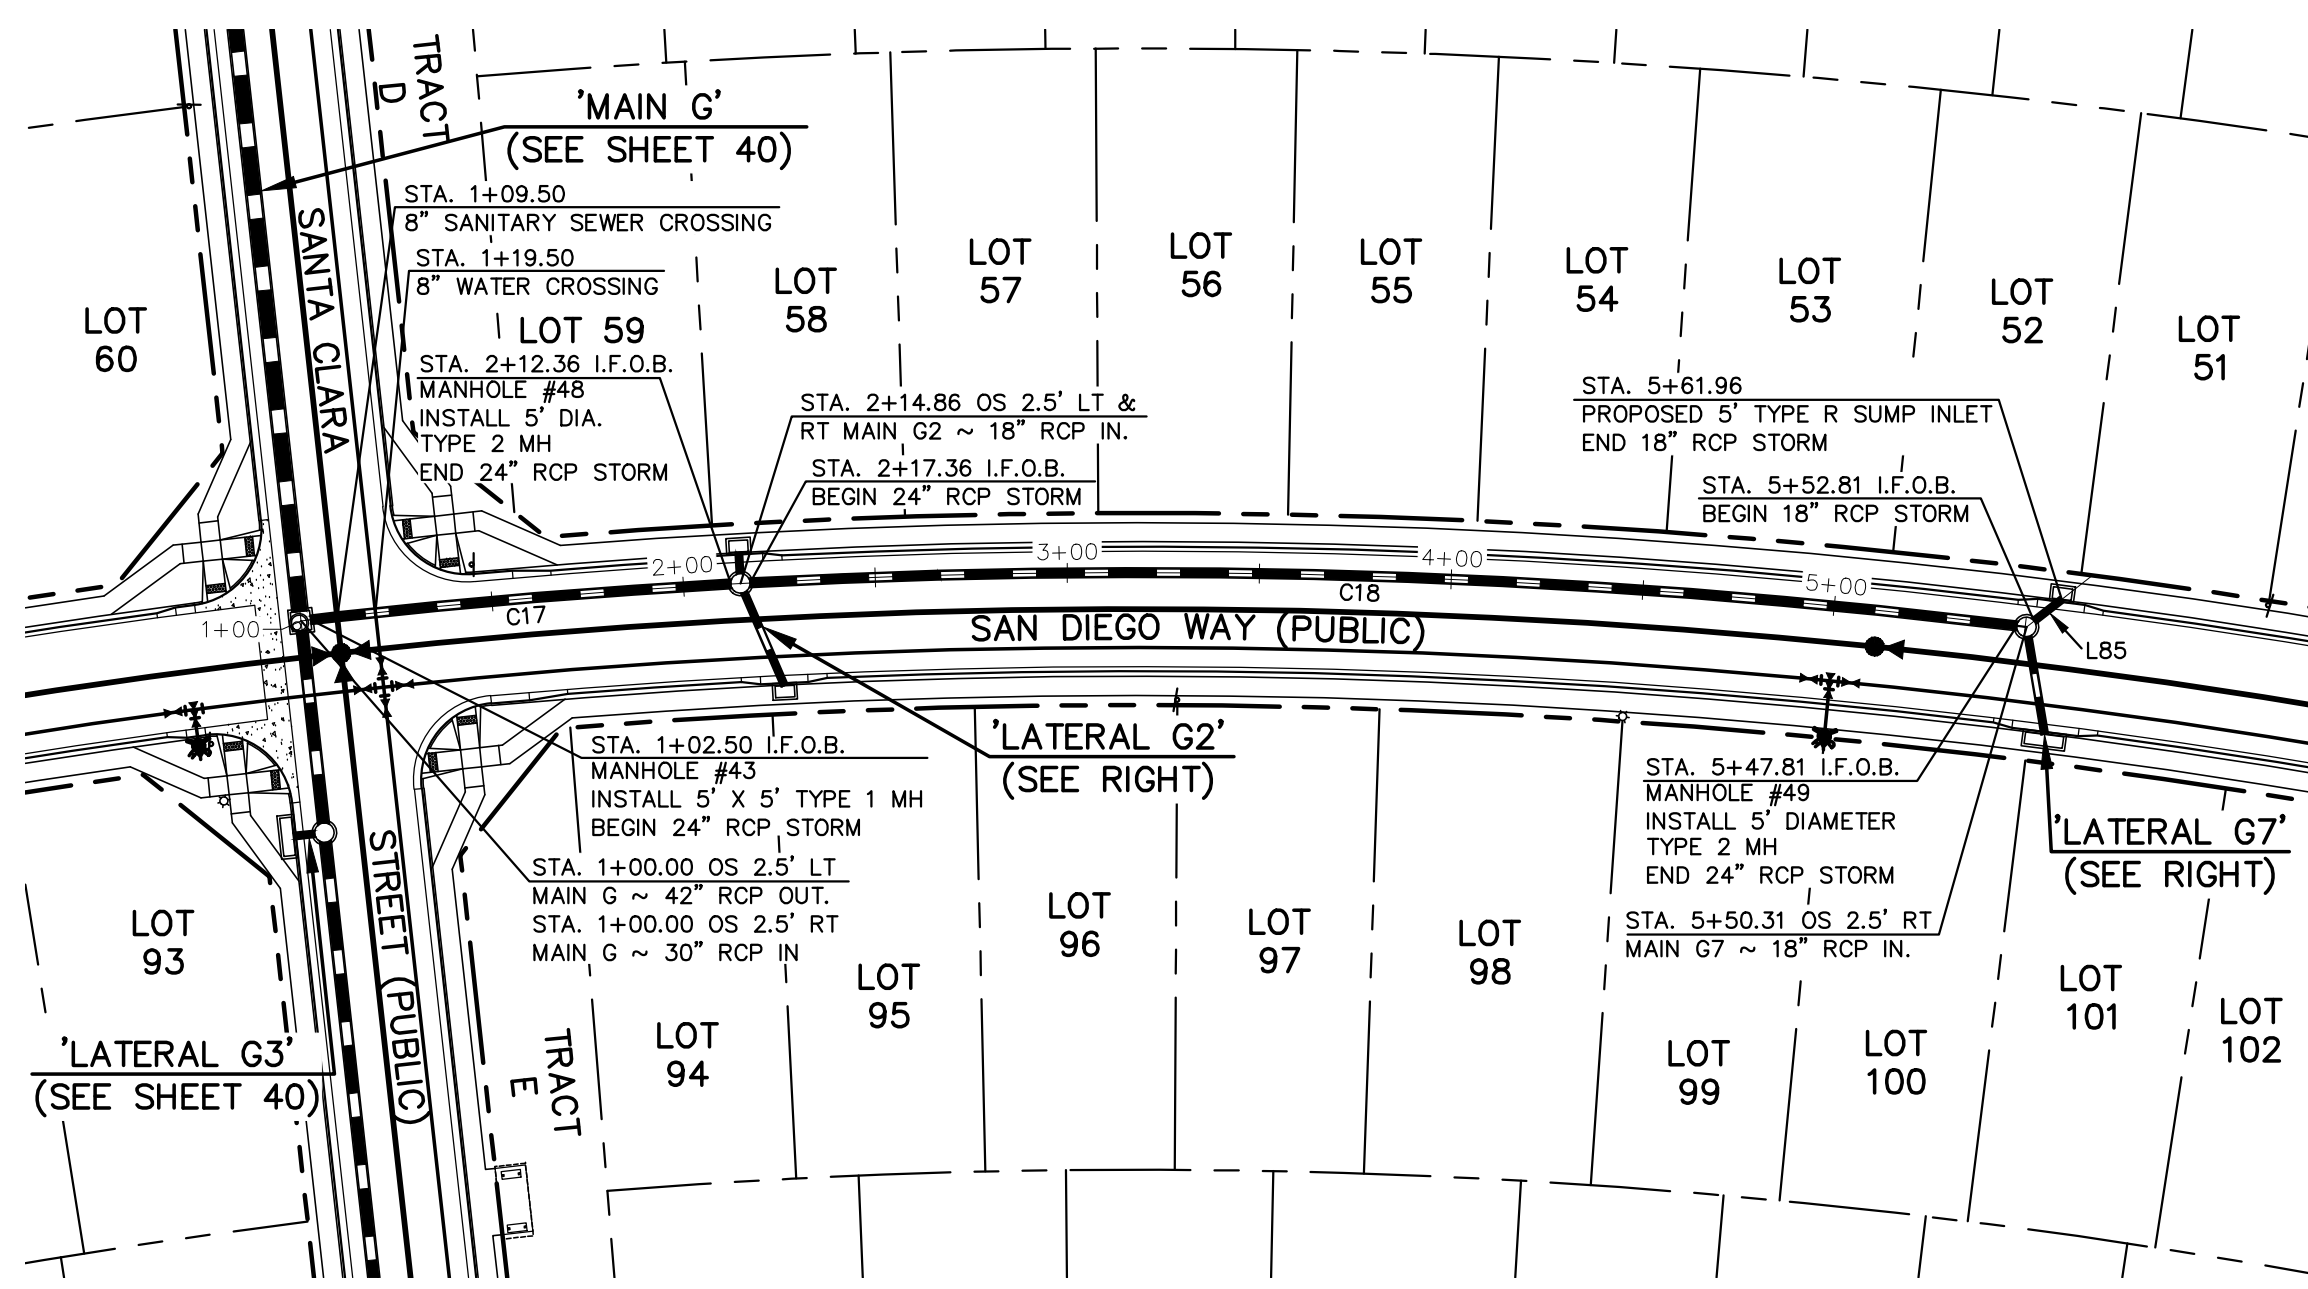 TRACT
D
'MAIN G'
(SEE SHEET 40)
STA. 1+09.50
8" SANITARY SEWER CROSSING
STA. 1+19.50
8" WATER CROSSING
SANTA CLARA
STREET (PUBLIC)
LOT
60
LOT 59
LOT
58
LOT
57
LOT
56
LOT
55
LOT
54
LOT
53
LOT
52
LOT
51
STA. 2+12.36 I.F.O.B.
MANHOLE #48
INSTALL 5' DIA.
TYPE 2 MH
END 24" RCP STORM
STA. 2+14.86 OS 2.5' LT &
RT MAIN G2 ~ 18" RCP IN.
STA. 2+17.36 I.F.O.B.
BEGIN 24" RCP STORM
STA. 5+61.96
PROPOSED 5' TYPE R SUMP INLET
END 18" RCP STORM
STA. 5+52.81 I.F.O.B.
BEGIN 18" RCP STORM
1+00
2+00
3+00
4+00
5+00
C17
C18
SAN DIEGO WAY (PUBLIC)
L85
STA. 1+02.50 I.F.O.B.
MANHOLE #43
INSTALL 5' X 5' TYPE 1 MH
BEGIN 24" RCP STORM
STA. 1+00.00 OS 2.5' LT
MAIN G ~ 42" RCP OUT.
STA. 1+00.00 OS 2.5' RT
MAIN G ~ 30" RCP IN
'LATERAL G2'
(SEE RIGHT)
STA. 5+47.81 I.F.O.B.
MANHOLE #49
INSTALL 5' DIAMETER
TYPE 2 MH
END 24" RCP STORM
STA. 5+50.31 OS 2.5' RT
MAIN G7 ~ 18" RCP IN.
'LATERAL G7'
(SEE RIGHT)
LOT
93
'LATERAL G3'
(SEE SHEET 40)
TRACT
E
LOT
94
LOT
95
LOT
96
LOT
97
LOT
98
LOT
99
LOT
100
LOT
101
LOT
102